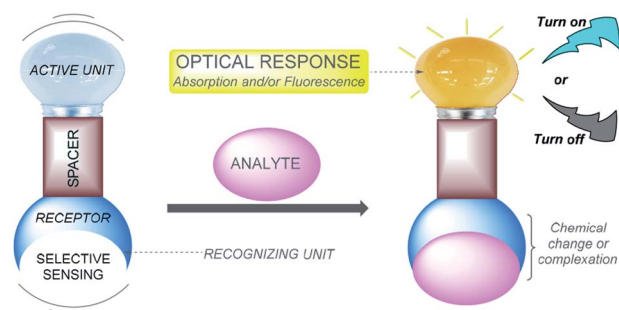 ACTIVE UNIT
SPACER
RECEPTOR
SELECTIVE
SENSING
OPTICAL RESPONSE
Absorption and/or Fluorescence
ANALYTE
RECOGNIZING UNIT
Turn on
or
Turn off
Chemical
change or
complexation